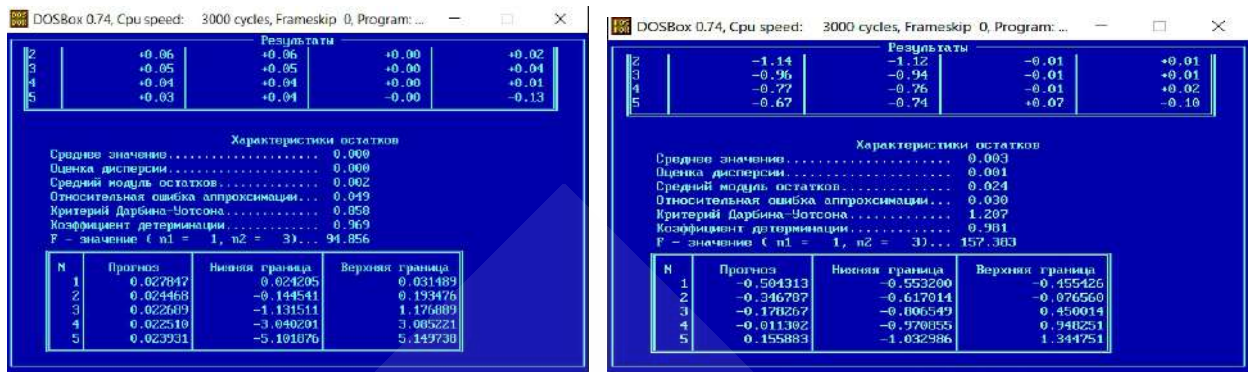 DOSBox 0.74, Cpu speed: 3000 cycles, Frameskip 0, Program: ...
Результаты
2 +0.06 +0.06 +0.00 +0.02
3 +0.05 +0.05 +0.00 +0.04
4 +0.04 +0.04 +0.00 +0.01
5 +0.03 +0.04 -0.00 -0.13
Характеристики остатков
Среднее значение...................... 0.000
Оценка дисперсии...................... 0.000
Средний модуль остатков............... 0.002
Относительная ошибка аппроксимации... 0.049
Критерий Дарбина-Уотсона............. 0.858
Коэффициент детерминации............. 0.969
F - значение ( n1 = 1, n2 = 3)... 94.856
N Прогноз Нижняя граница Верхняя граница
1 0.027847 0.024205 0.031489
2 0.024468 -0.144541 0.193476
3 0.022689 -1.131511 1.176889
4 0.022510 -3.040201 3.085221
5 0.023931 -5.101876 5.149738
DOSBox 0.74, Cpu speed: 3000 cycles, Frameskip 0, Program: ...
Результаты
2 -1.14 -1.12 -0.01 +0.01
3 -0.96 -0.94 -0.01 +0.01
4 -0.77 -0.76 -0.01 +0.02
5 -0.67 -0.74 +0.07 -0.10
Характеристики остатков
Среднее значение...................... 0.003
Оценка дисперсии...................... 0.001
Средний модуль остатков............... 0.024
Относительная ошибка аппроксимации... 0.030
Критерий Дарбина-Уотсона............. 1.207
Коэффициент детерминации............. 0.981
F - значение ( n1 = 1, n2 = 3)... 157.383
N Прогноз Нижняя граница Верхняя граница
1 -0.504313 -0.553200 -0.455426
2 -0.346787 -0.617014 -0.076560
3 -0.178267 -0.806549 0.450014
4 -0.011302 -0.970855 0.948251
5 0.155883 -1.032986 1.344751